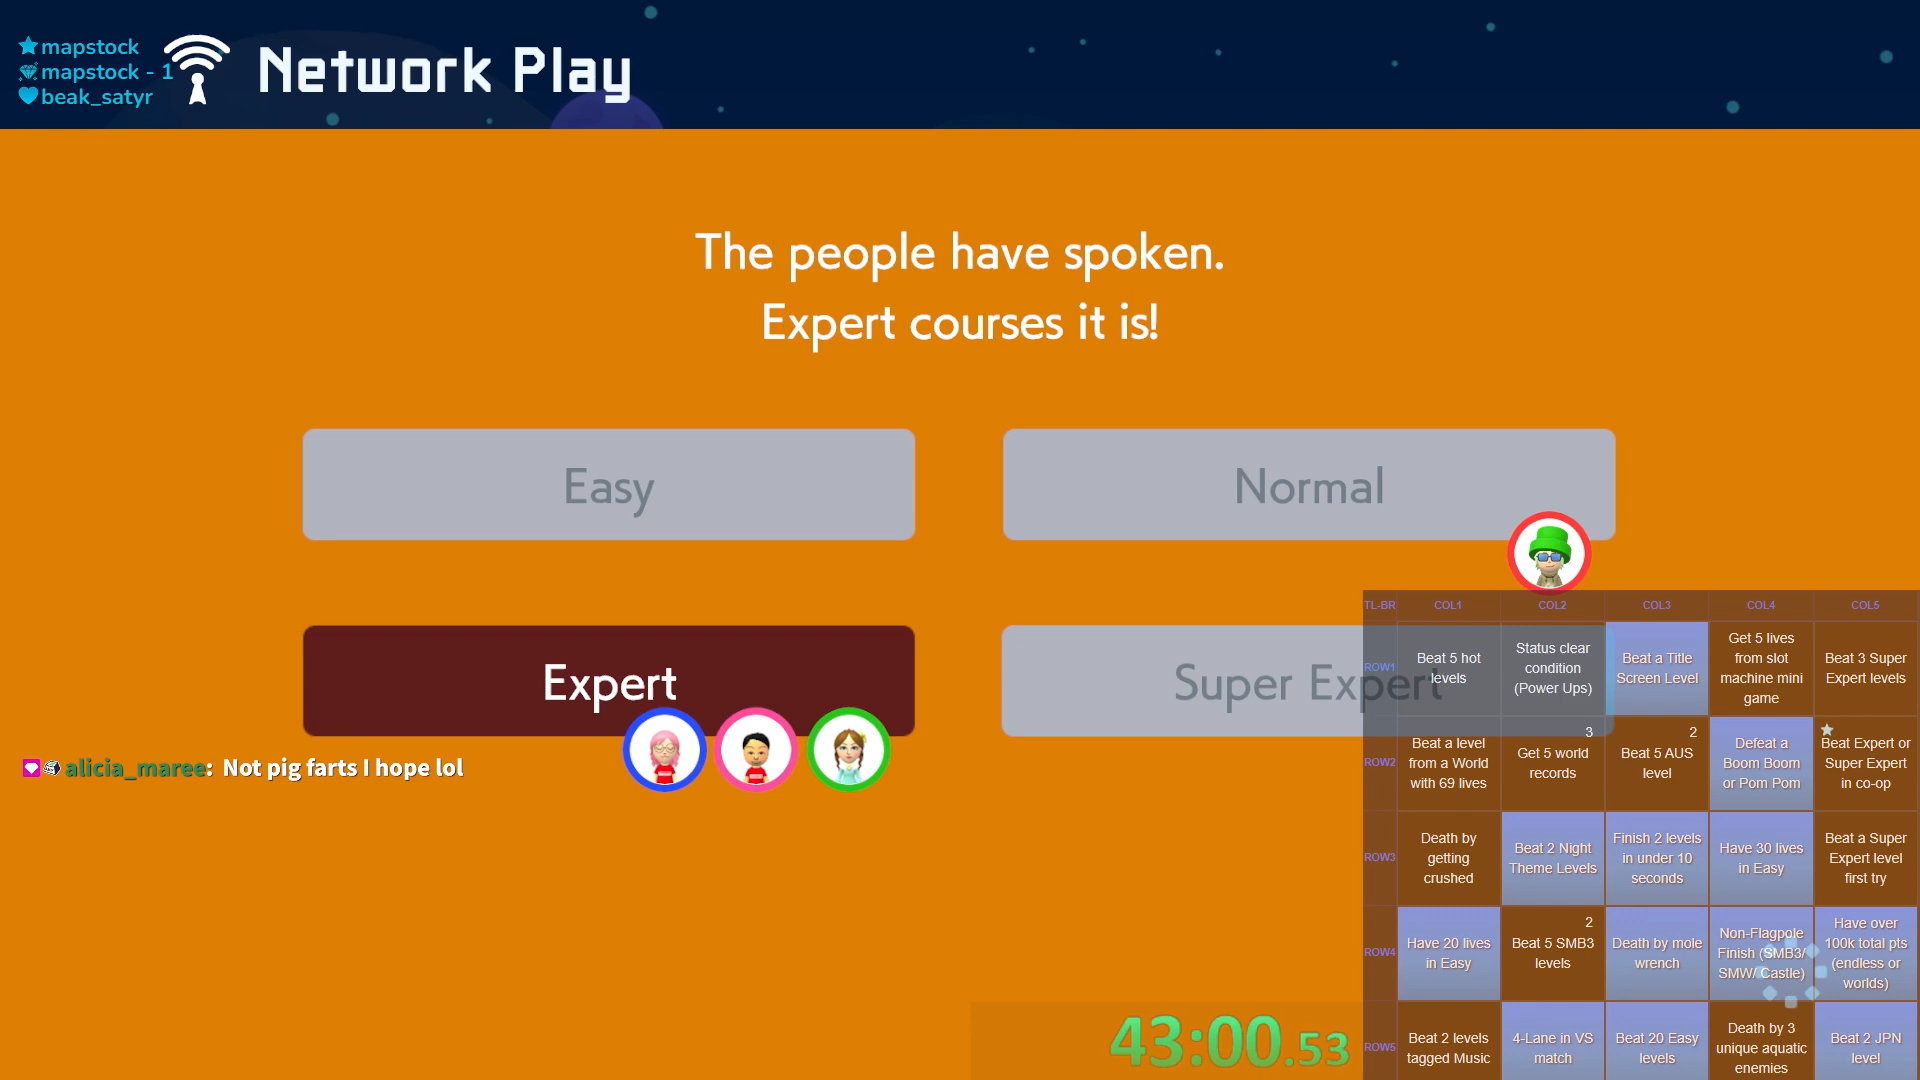 mapstock
mapstock - 1
beak_satyr
Network Play
The people have spoken.
Expert courses it is!
Easy
Normal
Expert
Super Expert
alicia_maree: Not pig farts I hope lol
TL-BR COL1 COL2 COL3 COL4 COL5
ROW1
Beat 5 hot
levels
Status clear
condition
(Power Ups)
Beat a Title
Screen Level
Get 5 lives
from slot
machine mini
game
Beat 3 Super
Expert levels
ROW2
Beat a level
from a World
with 69 lives
3
Get 5 world
records
2
Beat 5 AUS
level
Defeat a
Boom Boom
or Pom Pom
Beat Expert or
Super Expert
in co-op
ROW3
Death by
getting
crushed
Beat 2 Night
Theme Levels
Finish 2 levels
in under 10
seconds
Have 30 lives
in Easy
Beat a Super
Expert level
first try
ROW4
Have 20 lives
in Easy
2
Beat 5 SMB3
levels
Death by mole
wrench
Non-Flagpole
Finish (SMB3/
SMW/ Castle)
Have over
100k total pts
(endless or
worlds)
ROW5
Beat 2 levels
tagged Music
4-Lane in VS
match
Beat 20 Easy
levels
Death by 3
unique aquatic
enemies
Beat 2 JPN
level
43:00.53